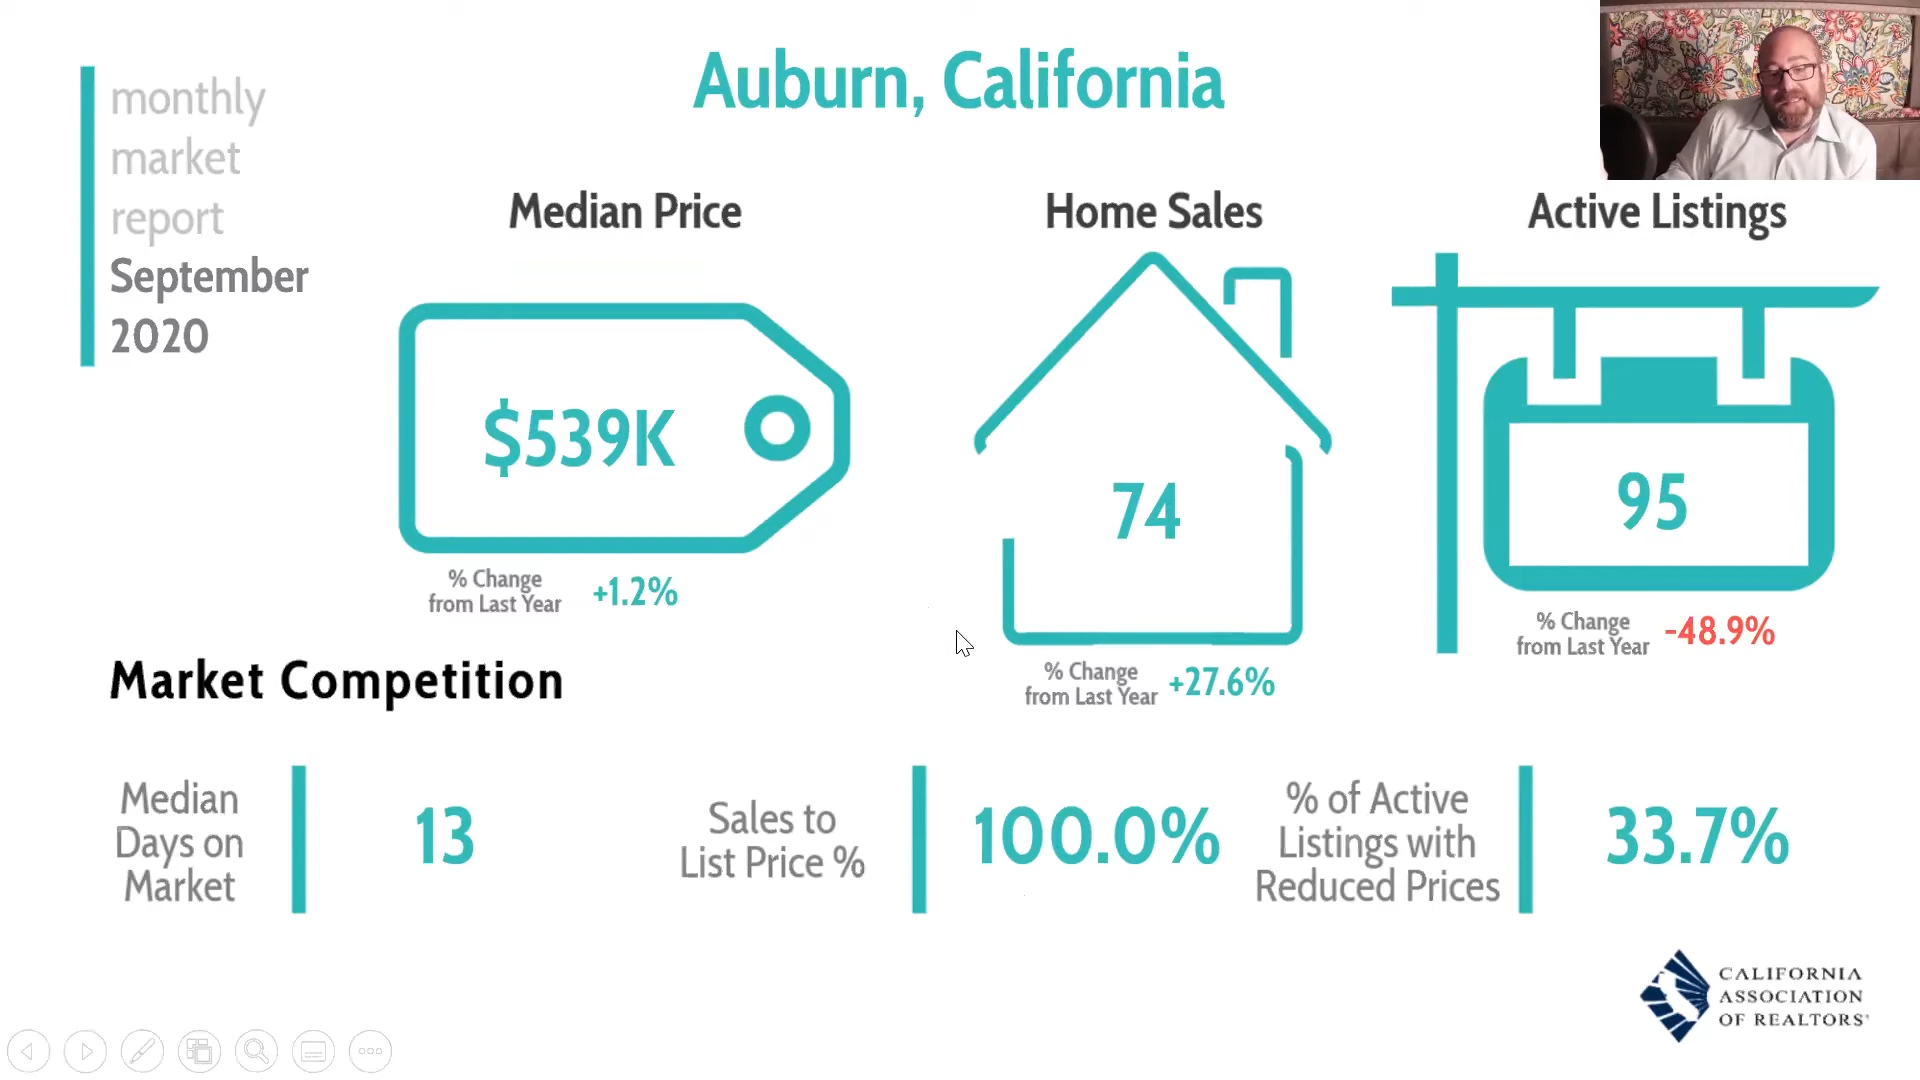 Auburn, California
monthly
market
report
September
2020
Median Price
$539K
% Change
from Last Year
+1.2%
Home Sales
74
% Change
from Last Year
+27.6%
Active Listings
95
% Change
from Last Year
-48.9%
Market Competition
Median
Days on
Market
13
Sales to
List Price %
100.0%
% of Active
Listings with
Reduced Prices
33.7%
CALIFORNIA
ASSOCIATION
OF REALTORS®